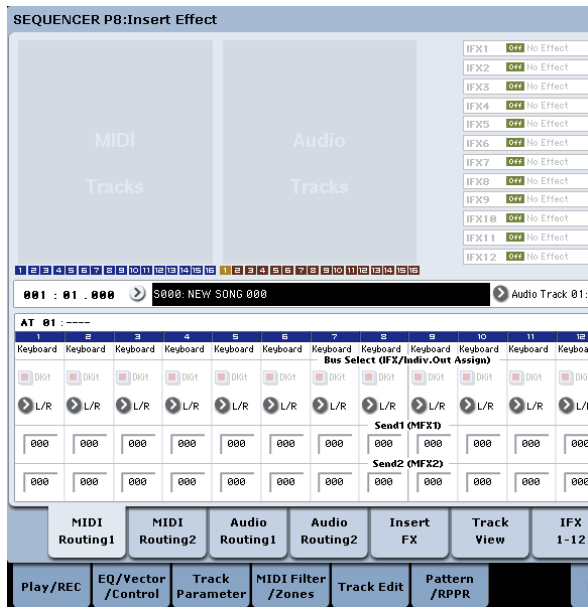 SEQUENCER P8:Insert Effect
MIDI
Tracks
Audio
Tracks
IFX1 Off No Effect
IFX2 Off No Effect
IFX3 Off No Effect
IFX4 Off No Effect
IFX5 Off No Effect
IFX6 Off No Effect
IFX7 Off No Effect
IFX8 Off No Effect
IFX9 Off No Effect
IFX10 Off No Effect
IFX11 Off No Effect
IFX12 Off No Effect
1 2 3 4 5 6 7 8 9 10 11 12 13 14 15 16 1 2 3 4 5 6 7 8 9 10 11 12 13 14 15 16
001 : 01 .000 S000: NEW SONG 000 Audio Track 01:
AT 01 :----
1 2 3 4 5 6 7 8 9 10 11 12
Keyboard Keyboard Keyboard Keyboard Keyboard Keyboard Keyboard Keyboard Keyboard Keyboard Keyboard Keyboa
Bus Select (IFX/Indiv.Out Assign)
DKit DKit DKit DKit DKit DKit DKit DKit DKit DKit DKit DKi
L/R L/R L/R L/R L/R L/R L/R L/R L/R L/R L/R L/
Send1 (MFX1)
000 000 000 000 000 000 000 000 000 000 000 000
Send2 (MFX2)
000 000 000 000 000 000 000 000 000 000 000 000
MIDI Routing1 MIDI Routing2 Audio Routing1 Audio Routing2 Insert FX Track View IFX 1-12
Play/REC EQ/Vector /Control Track Parameter MIDI Filter /Zones Track Edit Pattern /RPPR